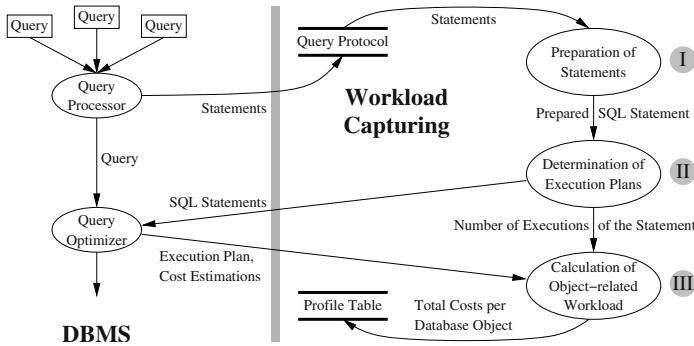 Query
Query
Query
Query
Processor
Statements
Query
SQL Statements
Query
Optimizer
Execution Plan,
Cost Estimations
DBMS
Statements
Query Protocol
Workload
Capturing
Preparation of
Statements
I
Prepared SQL Statement
Determination of
Execution Plans
II
Number of Executions of the Statement
Calculation of
Object-related
Workload
III
Profile Table
Total Costs per
Database Object